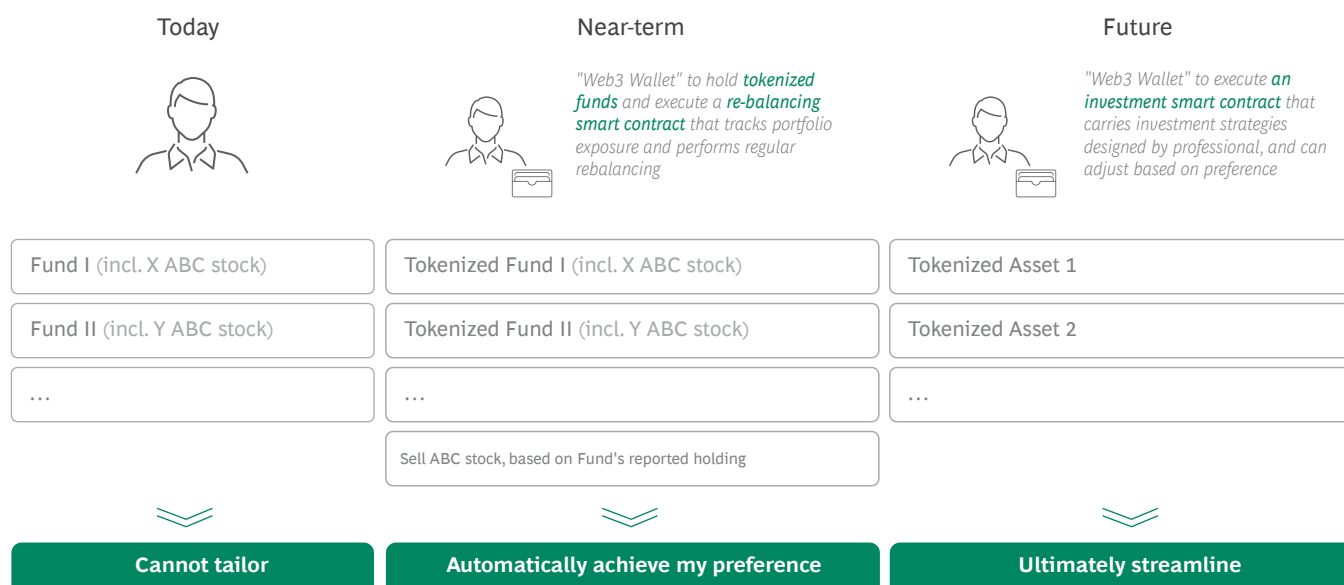 Today
Near-term
Future
"Web3 Wallet" to hold tokenized
funds and execute a re-balancing
smart contract that tracks portfolio
exposure and performs regular
rebalancing
"Web3 Wallet" to execute an
investment smart contract that
carries investment strategies
designed by professional, and can
adjust based on preference
Fund I (incl. X ABC stock)
Fund II (incl. Y ABC stock)
...
Cannot tailor
Tokenized Fund I (incl. X ABC stock)
Tokenized Fund II (incl. Y ABC stock)
...
Sell ABC stock, based on Fund's reported holding
Automatically achieve my preference
Tokenized Asset 1
Tokenized Asset 2
...
Ultimately streamline